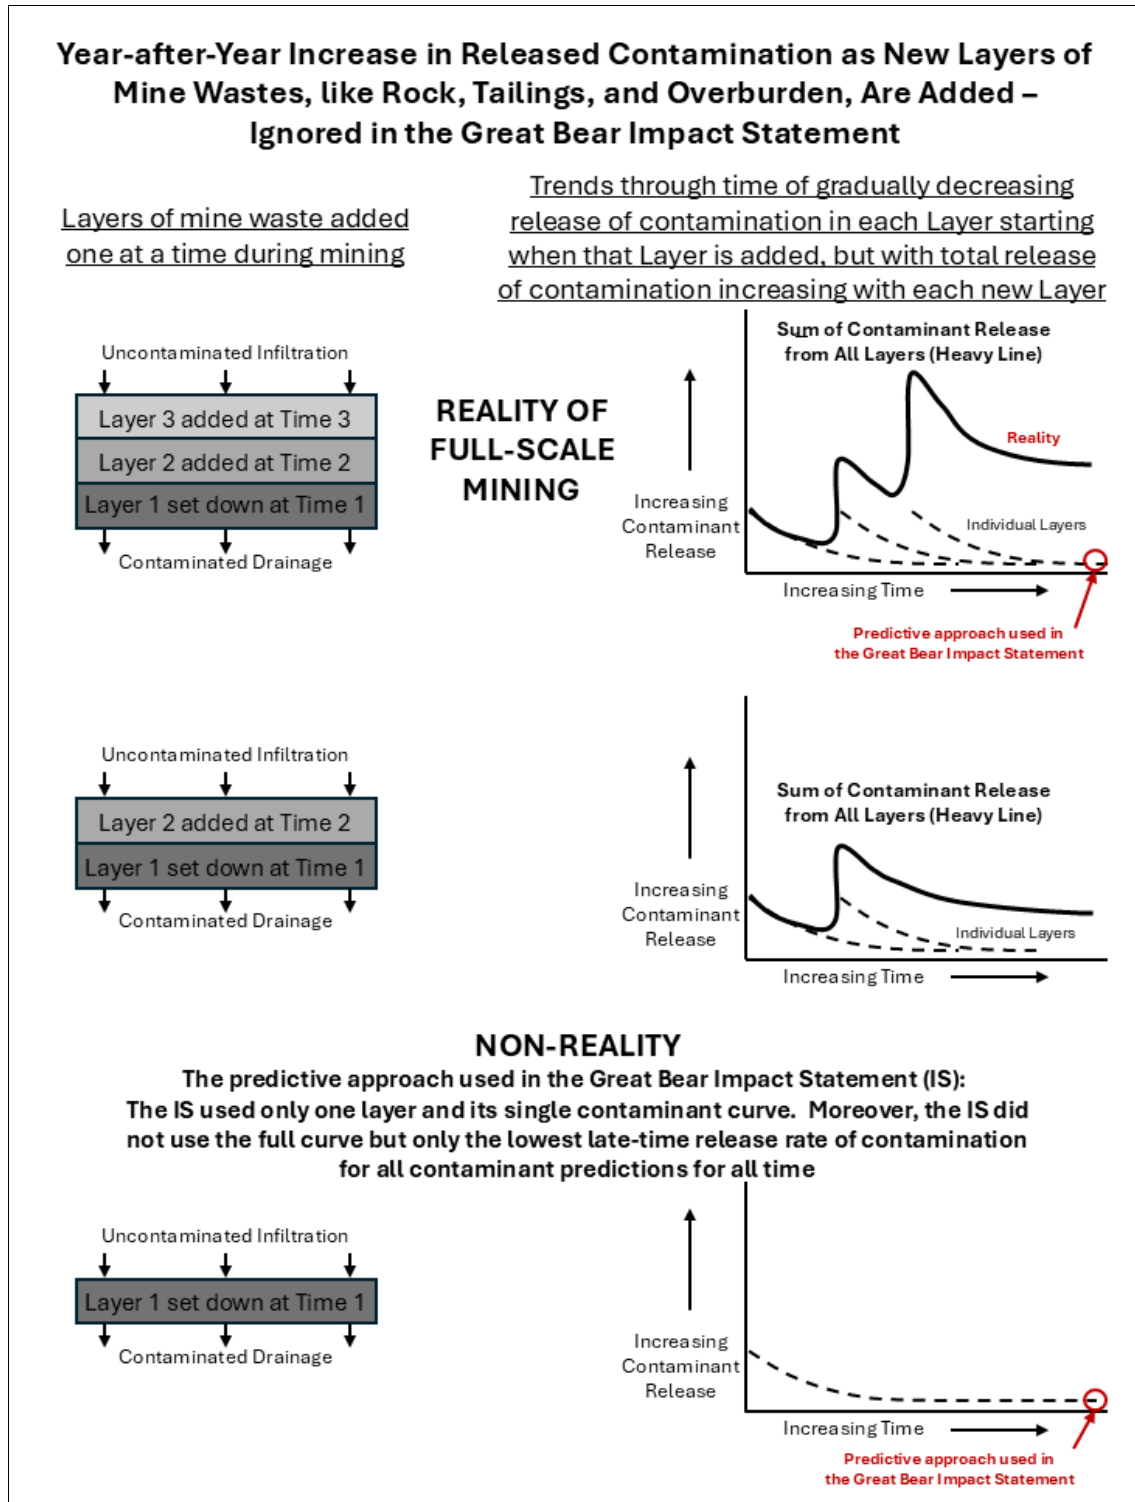 Year-after-Year Increase in Released Contamination as New Layers of
Mine Wastes, like Rock, Tailings, and Overburden, Are Added –
Ignored in the Great Bear Impact Statement
Layers of mine waste added
one at a time during mining
Trends through time of gradually decreasing
release of contamination in each Layer starting
when that Layer is added, but with total release
of contamination increasing with each new Layer
Uncontaminated Infiltration
Layer 3 added at Time 3
Layer 2 added at Time 2
Layer 1 set down at Time 1
Contaminated Drainage
REALITY OF
FULL-SCALE
MINING
Sum of Contaminant Release
from All Layers (Heavy Line)
Reality
Increasing
Contaminant
Release
Individual Layers
Increasing Time
Predictive approach used in
the Great Bear Impact Statement
Uncontaminated Infiltration
Layer 2 added at Time 2
Layer 1 set down at Time 1
Contaminated Drainage
Sum of Contaminant Release
from All Layers (Heavy Line)
Increasing
Contaminant
Release
Individual Layers
Increasing Time
NON-REALITY
The predictive approach used in the Great Bear Impact Statement (IS):
The IS used only one layer and its single contaminant curve. Moreover, the IS did
not use the full curve but only the lowest late-time release rate of contamination
for all contaminant predictions for all time
Uncontaminated Infiltration
Layer 1 set down at Time 1
Contaminated Drainage
Increasing
Contaminant
Release
Increasing Time
Predictive approach used in
the Great Bear Impact Statement